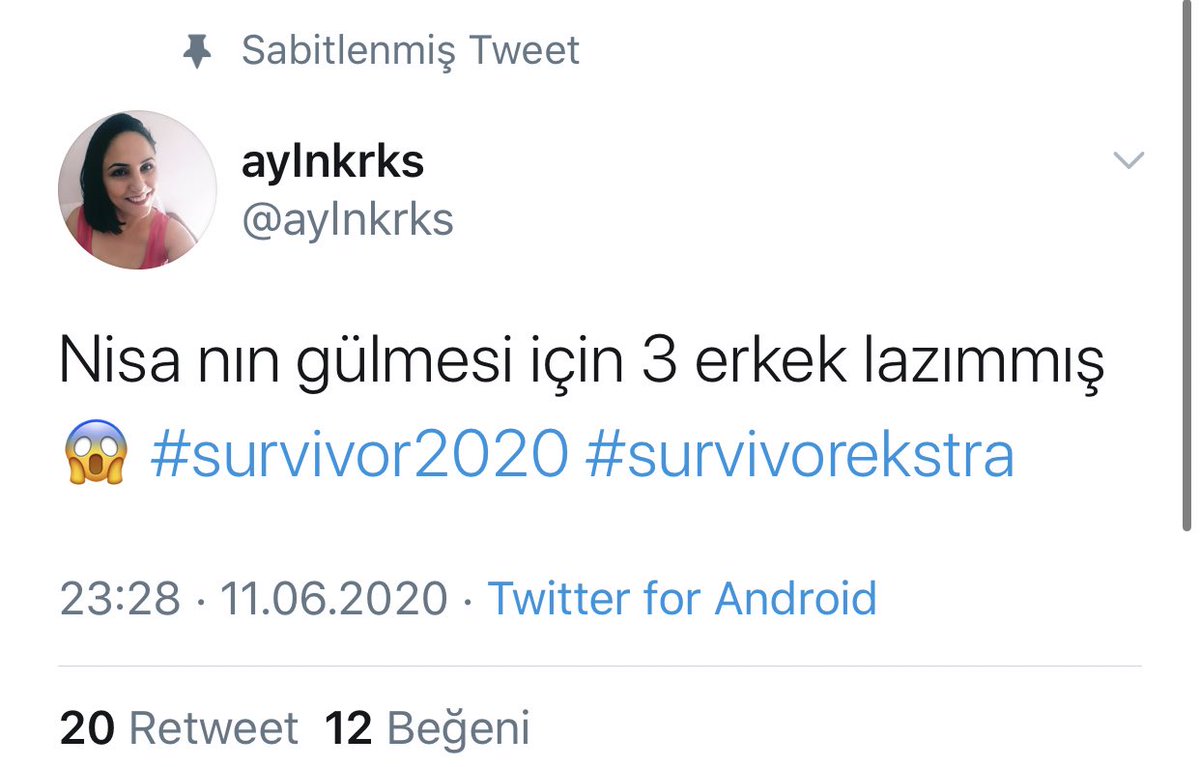 Sabitlenmiş Tweet
aylnkrks
@aylnkrks
Nisa nın gülmesi için 3 erkek lazımmış
😱 #survivor2020 #survivorekstra
23:28 · 11.06.2020 · Twitter for Android
20 Retweet 12 Beğeni